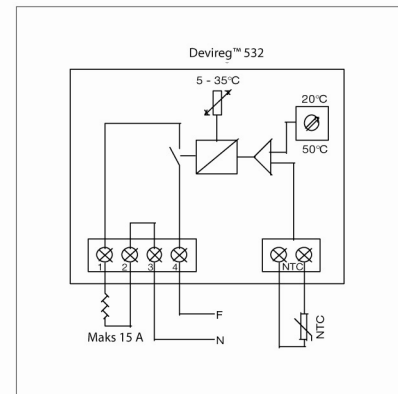 Devireg™ 532
5 - 35°C
20°C
50°C
1 2 3 4
NTC
Maks 15 A
F
N
NTC